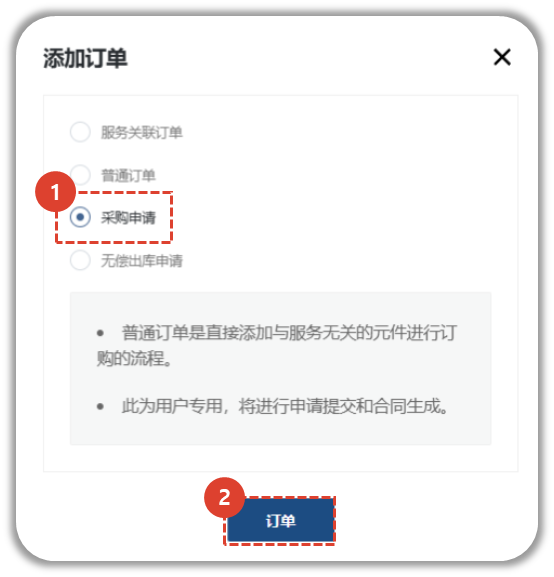 添加订单
服务关联订单
普通订单
1
采购申请
无偿出库申请
• 普通订单是直接添加与服务无关的元件进行订
购的流程。
• 此为用户专用，将进行申请提交和合同生成。
2
订单